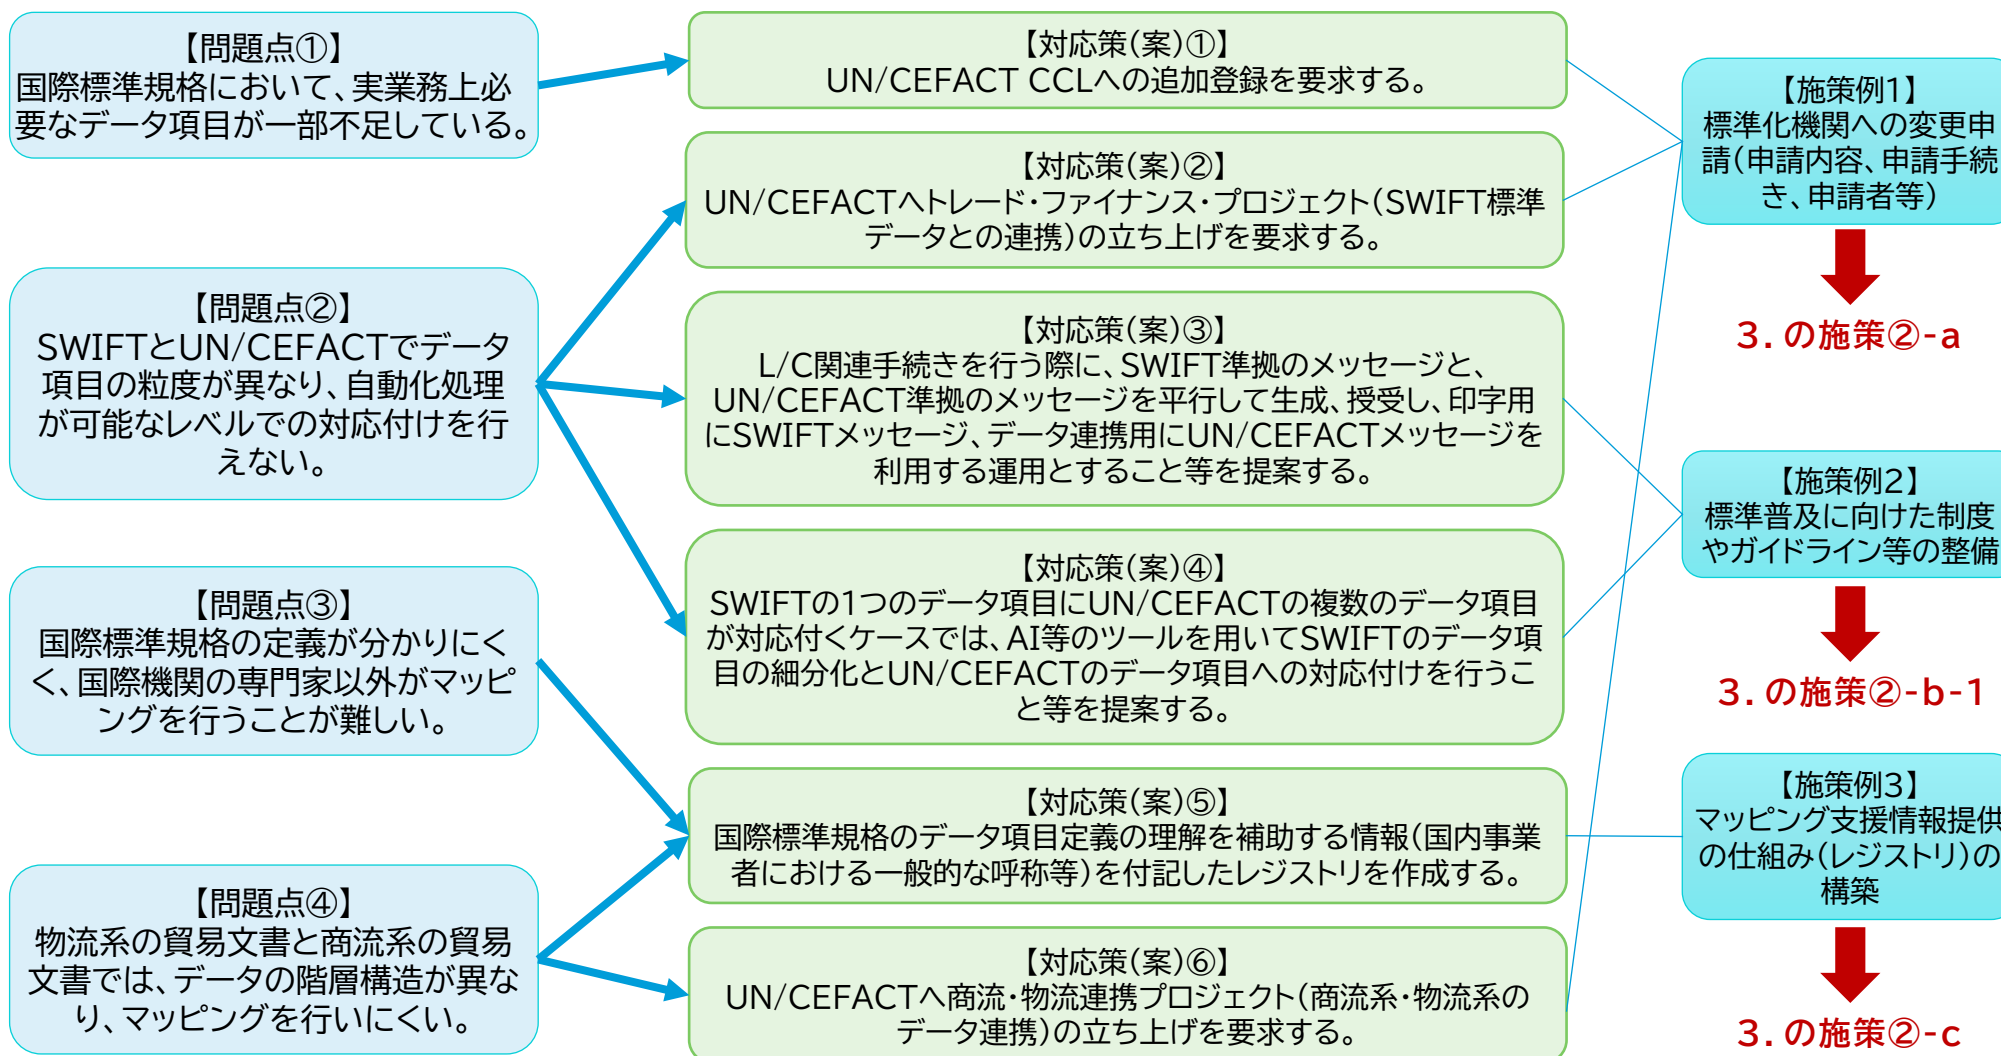 【問題点①】
国際標準規格において、実業務上必
要なデータ項目が一部不足している。
【問題点②】
SWIFTとUN/CEFACTでデータ
項目の粒度が異なり、自動化処理
が可能なレベルでの対応付けを行
えない。
【問題点③】
国際標準規格の定義が分かりにく
く、国際機関の専門家以外がマッピ
ングを行うことが難しい。
【問題点④】
物流系の貿易文書と商流系の貿易
文書では、データの階層構造が異な
り、マッピングを行いにくい。
【対応策(案)①】
UN/CEFACT CCLへの追加登録を要求する。
【対応策(案)②】
UN/CEFACTへトレード・ファイナンス・プロジェクト(SWIFT標準
データとの連携)の立ち上げを要求する。
【対応策(案)③】
L/C関連手続きを行う際に、SWIFT準拠のメッセージと、
UN/CEFACT準拠のメッセージを平行して生成、授受し、印字用
にSWIFTメッセージ、データ連携用にUN/CEFACTメッセージを
利用する運用とすること等を提案する。
【対応策(案)④】
SWIFTの1つのデータ項目にUN/CEFACTの複数のデータ項目
が対応付くケースでは、AI等のツールを用いてSWIFTのデータ項
目の細分化とUN/CEFACTのデータ項目への対応付けを行うこ
と等を提案する。
【対応策(案)⑤】
国際標準規格のデータ項目定義の理解を補助する情報(国内事業
者における一般的な呼称等)を付記したレジストリを作成する。
【対応策(案)⑥】
UN/CEFACTへ商流・物流連携プロジェクト(商流系・物流系の
データ連携)の立ち上げを要求する。
【施策例1】
標準化機関への変更申
請(申請内容、申請手続
き、申請者等)
3. の施策②-a
【施策例2】
標準普及に向けた制度
やガイドライン等の整備
3. の施策②-b-1
【施策例3】
マッピング支援情報提供
の仕組み(レジストリ)の
構築
3. の施策②-c